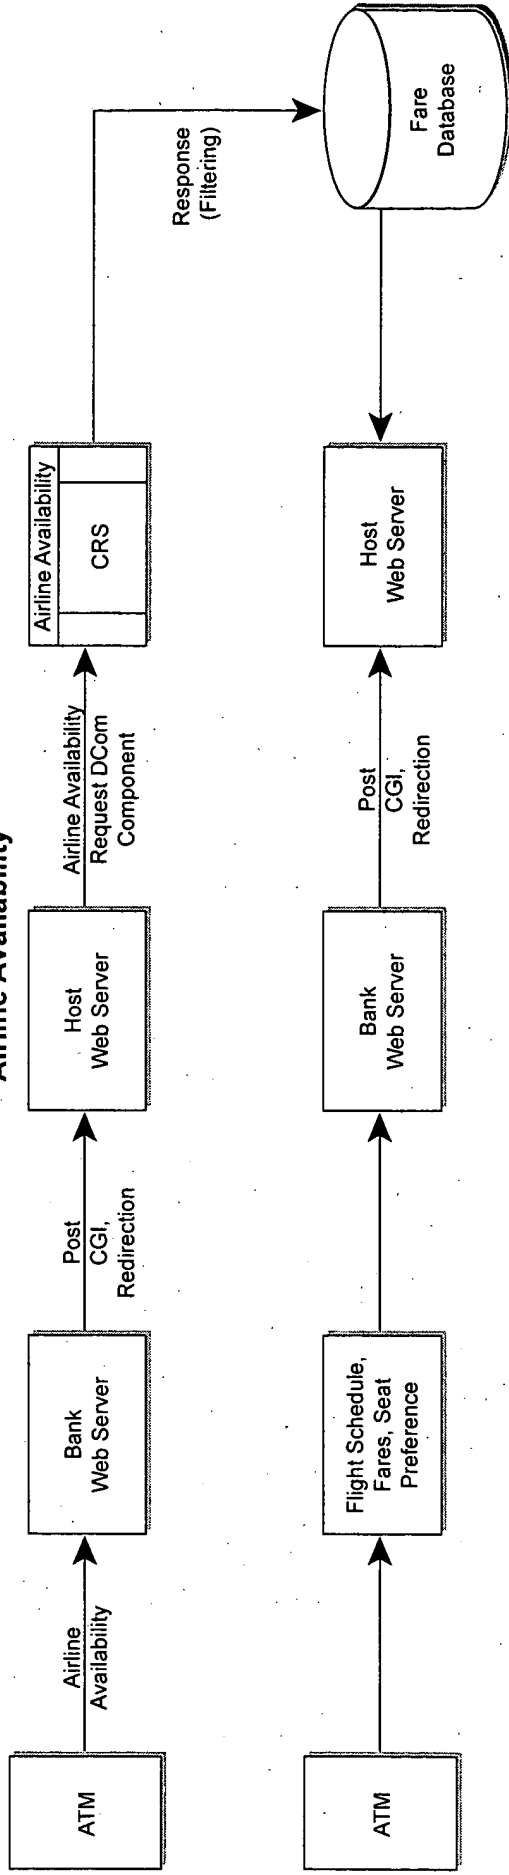 Airline Availability
ATM
Airline
Availability
Bank
Web Server
Post
CGI,
Redirection
Host
Web Server
Airline Availability
Request DCom
Component
Airline Availability
CRS
Response
(Filtering)
ATM
Flight Schedule,
Fares, Seat
Preference
Bank
Web Server
Post
CGI,
Redirection
Host
Web Server
Fare
Database